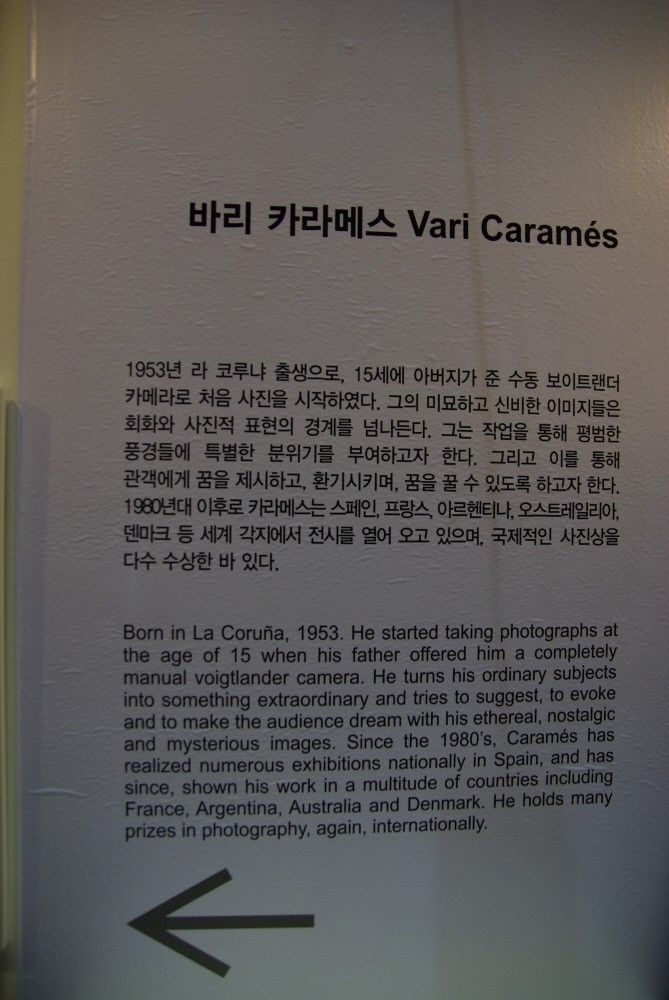 바리 카라메스 Vari Caramés
1953년 라 코루냐 출생으로, 15세에 아버지가 준 수동 보이트랜더
카메라로 처음 사진을 시작하였다. 그의 미묘하고 신비한 이미지들은
회화와 사진적 표현의 경계를 넘나든다. 그는 작업을 통해 평범한
풍경들에 특별한 분위기를 부여하고자 한다. 그리고 이를 통해
관객에게 꿈을 제시하고, 환기시키며, 꿈을 꿀 수 있도록 하고자 한다.
1980년대 이후로 카라메스는 스페인, 프랑스, 아르헨티나, 오스트레일리아,
덴마크 등 세계 각지에서 전시를 열어 오고 있으며, 국제적인 사진상을
다수 수상한 바 있다.
Born in La Coruña, 1953. He started taking photographs at
the age of 15 when his father offered him a completely
manual voigtlander camera. He turns his ordinary subjects
into something extraordinary and tries to suggest, to evoke
and to make the audience dream with his ethereal, nostalgic
and mysterious images. Since the 1980's, Caramés has
realized numerous exhibitions nationally in Spain, and has
since, shown his work in a multitude of countries including
France, Argentina, Australia and Denmark. He holds many
prizes in photography, again, internationally.